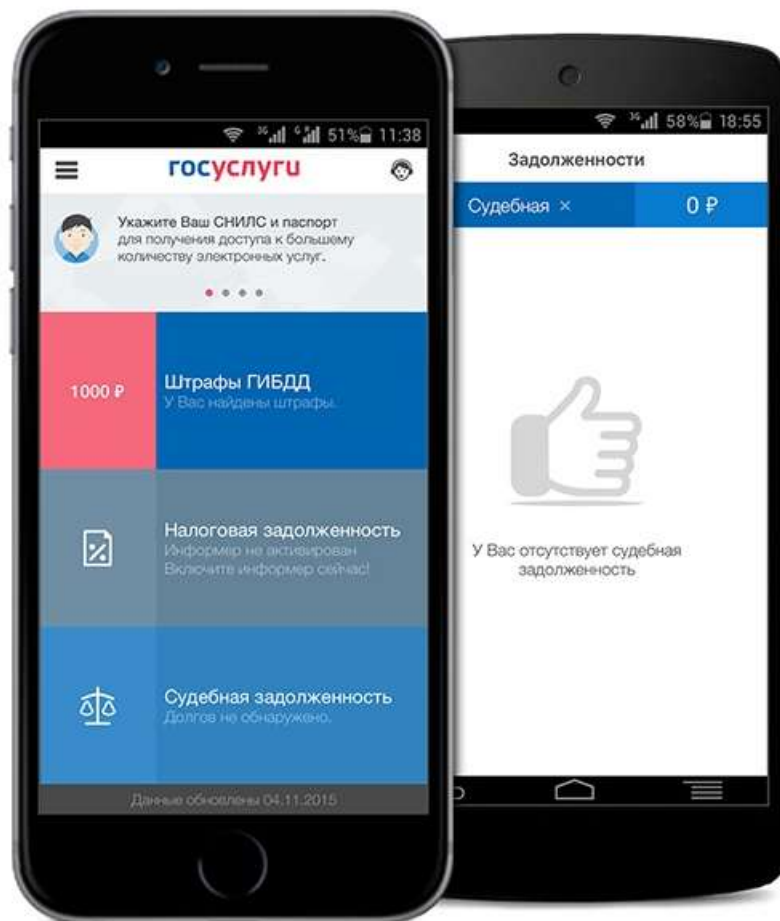 3G G 51% 11:38
госуслуги
Укажите Ваш СНИЛС и паспорт
для получения доступа к большему
количеству электронных услуг.
1000 ₽
Штрафы ГИБДД
У Вас найдены штрафы.
Налоговая задолженность
Информер не активирован
Включите информер сейчас!
Судебная задолженность
Долгов не обнаружено.
Данные обновлены 04.11.2015
3G 58% 18:55
Задолженности
Судебная × 0 ₽
У Вас отсутствует судебная
задолженность